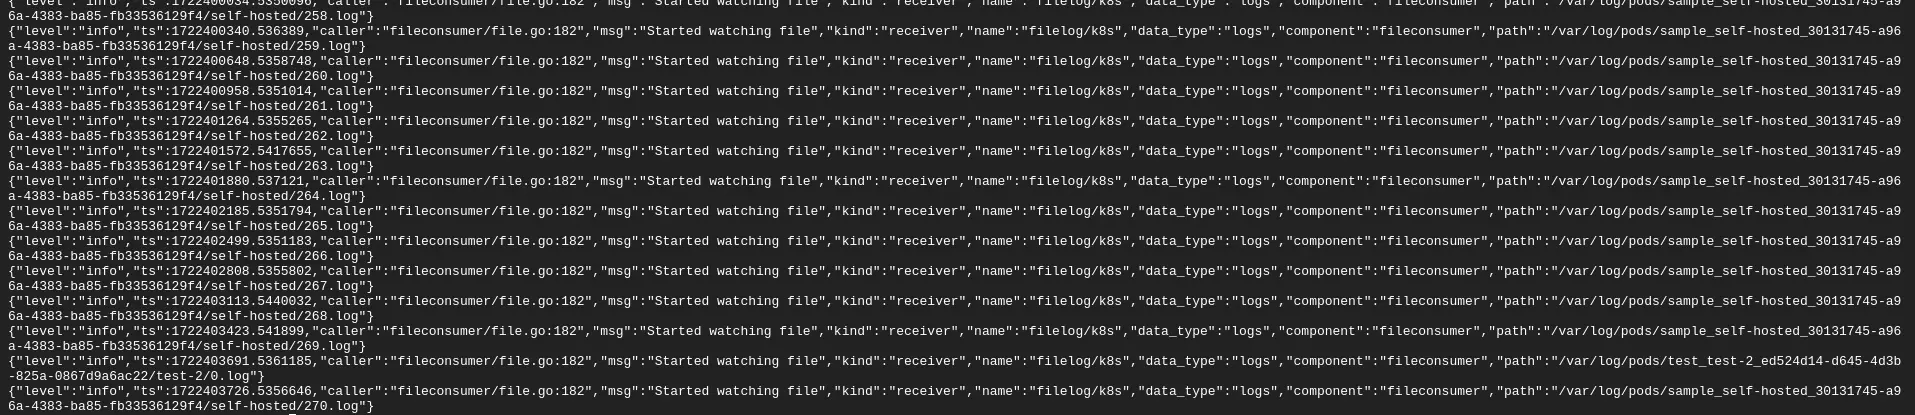 {"level":"info","ts":1722400034.5350096,"caller":"fileconsumer/file.go:182","msg":"Started watching file","kind":"receiver","name":"filelog/k8s","data_type":"logs","component":"fileconsumer","path":"/var/log/pods/sample_self-hosted_30131745-a9
6a-4383-ba85-fb33536129f4/self-hosted/258.log"}
{"level":"info","ts":1722400340.536389,"caller":"fileconsumer/file.go:182","msg":"Started watching file","kind":"receiver","name":"filelog/k8s","data_type":"logs","component":"fileconsumer","path":"/var/log/pods/sample_self-hosted_30131745-a96
a-4383-ba85-fb33536129f4/self-hosted/259.log"}
{"level":"info","ts":1722400648.5358748,"caller":"fileconsumer/file.go:182","msg":"Started watching file","kind":"receiver","name":"filelog/k8s","data_type":"logs","component":"fileconsumer","path":"/var/log/pods/sample_self-hosted_30131745-a9
6a-4383-ba85-fb33536129f4/self-hosted/260.log"}
{"level":"info","ts":1722400958.5351014,"caller":"fileconsumer/file.go:182","msg":"Started watching file","kind":"receiver","name":"filelog/k8s","data_type":"logs","component":"fileconsumer","path":"/var/log/pods/sample_self-hosted_30131745-a9
6a-4383-ba85-fb33536129f4/self-hosted/261.log"}
{"level":"info","ts":1722401264.5355265,"caller":"fileconsumer/file.go:182","msg":"Started watching file","kind":"receiver","name":"filelog/k8s","data_type":"logs","component":"fileconsumer","path":"/var/log/pods/sample_self-hosted_30131745-a9
6a-4383-ba85-fb33536129f4/self-hosted/262.log"}
{"level":"info","ts":1722401572.5417655,"caller":"fileconsumer/file.go:182","msg":"Started watching file","kind":"receiver","name":"filelog/k8s","data_type":"logs","component":"fileconsumer","path":"/var/log/pods/sample_self-hosted_30131745-a9
6a-4383-ba85-fb33536129f4/self-hosted/263.log"}
{"level":"info","ts":1722401880.537121,"caller":"fileconsumer/file.go:182","msg":"Started watching file","kind":"receiver","name":"filelog/k8s","data_type":"logs","component":"fileconsumer","path":"/var/log/pods/sample_self-hosted_30131745-a96
a-4383-ba85-fb33536129f4/self-hosted/264.log"}
{"level":"info","ts":1722402185.5351794,"caller":"fileconsumer/file.go:182","msg":"Started watching file","kind":"receiver","name":"filelog/k8s","data_type":"logs","component":"fileconsumer","path":"/var/log/pods/sample_self-hosted_30131745-a9
6a-4383-ba85-fb33536129f4/self-hosted/265.log"}
{"level":"info","ts":1722402499.5351183,"caller":"fileconsumer/file.go:182","msg":"Started watching file","kind":"receiver","name":"filelog/k8s","data_type":"logs","component":"fileconsumer","path":"/var/log/pods/sample_self-hosted_30131745-a9
6a-4383-ba85-fb33536129f4/self-hosted/266.log"}
{"level":"info","ts":1722402808.5355802,"caller":"fileconsumer/file.go:182","msg":"Started watching file","kind":"receiver","name":"filelog/k8s","data_type":"logs","component":"fileconsumer","path":"/var/log/pods/sample_self-hosted_30131745-a9
6a-4383-ba85-fb33536129f4/self-hosted/267.log"}
{"level":"info","ts":1722403113.5440032,"caller":"fileconsumer/file.go:182","msg":"Started watching file","kind":"receiver","name":"filelog/k8s","data_type":"logs","component":"fileconsumer","path":"/var/log/pods/sample_self-hosted_30131745-a9
6a-4383-ba85-fb33536129f4/self-hosted/268.log"}
{"level":"info","ts":1722403423.541899,"caller":"fileconsumer/file.go:182","msg":"Started watching file","kind":"receiver","name":"filelog/k8s","data_type":"logs","component":"fileconsumer","path":"/var/log/pods/sample_self-hosted_30131745-a96
a-4383-ba85-fb33536129f4/self-hosted/269.log"}
{"level":"info","ts":1722403691.5361185,"caller":"fileconsumer/file.go:182","msg":"Started watching file","kind":"receiver","name":"filelog/k8s","data_type":"logs","component":"fileconsumer","path":"/var/log/pods/test_test-2_ed524d14-d645-4d3b
-825a-0867d9a6ac22/test-2/0.log"}
{"level":"info","ts":1722403726.5356646,"caller":"fileconsumer/file.go:182","msg":"Started watching file","kind":"receiver","name":"filelog/k8s","data_type":"logs","component":"fileconsumer","path":"/var/log/pods/sample_self-hosted_30131745-a9
6a-4383-ba85-fb33536129f4/self-hosted/270.log"}